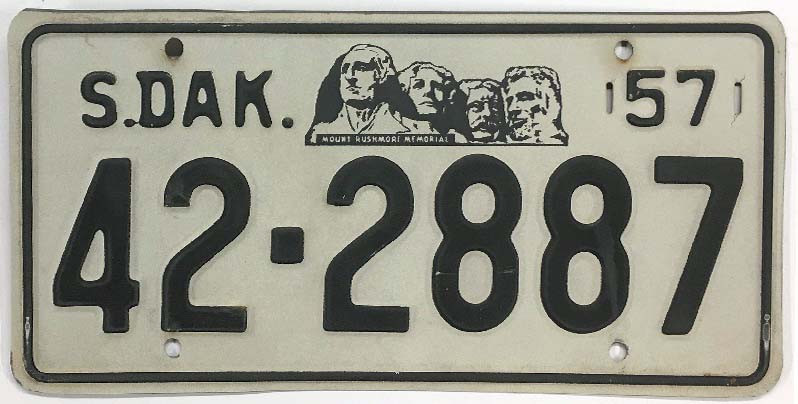 S.DAK. 57
MOUNT RUSHMORE MEMORIAL
42-2887